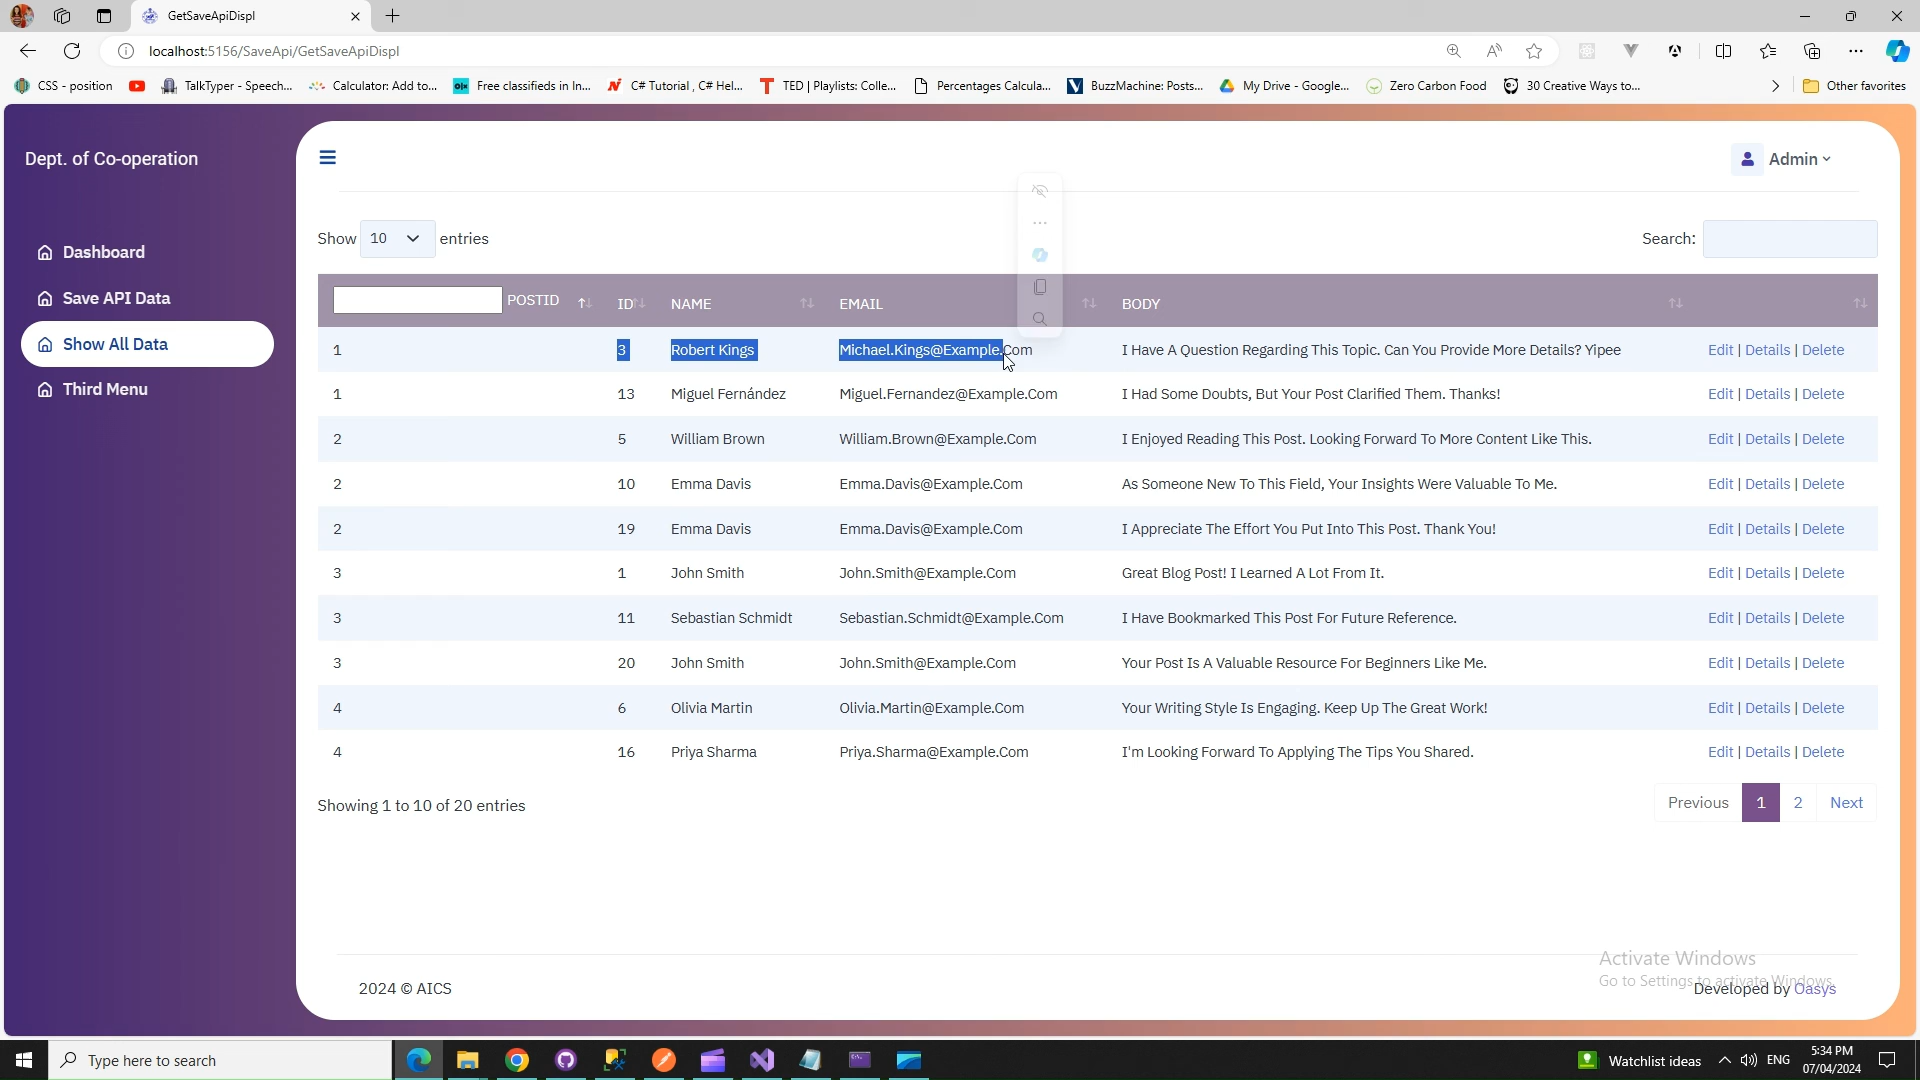 GetSaveApiDispl
localhost:5156/SaveApi/GetSaveApiDispl
CSS - position TalkTyper - Speech... Calculator: Add to... Free classifieds in In... C# Tutorial , C# Hel... TED | Playlists: Colle... Percentages Calcula... BuzzMachine: Posts... My Drive - Google... Zero Carbon Food 30 Creative Ways to... Other favorites
Dept. of Co-operation
Admin
Dashboard
Save API Data
Show All Data
Third Menu
Show 10 entries Search:
POSTID ID NAME EMAIL BODY
1 3 Robert Kings Michael.Kings@Example.Com I Have A Question Regarding This Topic. Can You Provide More Details? Yipee Edit | Details | Delete
1 13 Miguel Fernández Miguel.Fernandez@Example.Com I Had Some Doubts, But Your Post Clarified Them. Thanks! Edit | Details | Delete
2 5 William Brown William.Brown@Example.Com I Enjoyed Reading This Post. Looking Forward To More Content Like This. Edit | Details | Delete
2 10 Emma Davis Emma.Davis@Example.Com As Someone New To This Field, Your Insights Were Valuable To Me. Edit | Details | Delete
2 19 Emma Davis Emma.Davis@Example.Com I Appreciate The Effort You Put Into This Post. Thank You! Edit | Details | Delete
3 1 John Smith John.Smith@Example.Com Great Blog Post! I Learned A Lot From It. Edit | Details | Delete
3 11 Sebastian Schmidt Sebastian.Schmidt@Example.Com I Have Bookmarked This Post For Future Reference. Edit | Details | Delete
3 20 John Smith John.Smith@Example.Com Your Post Is A Valuable Resource For Beginners Like Me. Edit | Details | Delete
4 6 Olivia Martin Olivia.Martin@Example.Com Your Writing Style Is Engaging. Keep Up The Great Work! Edit | Details | Delete
4 16 Priya Sharma Priya.Sharma@Example.Com I'm Looking Forward To Applying The Tips You Shared. Edit | Details | Delete
Showing 1 to 10 of 20 entries Previous 1 2 Next
Activate Windows
Go to Settings to activate Windows.
2024 © AICS Developed by Oasys
Type here to search Watchlist ideas ENG 5:34 PM
07/04/2024